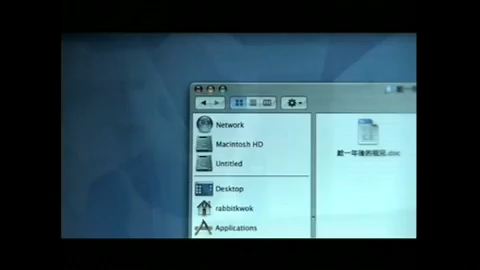 Network
Macintosh HD
Untitled
Desktop
rabbitkwok
Applications